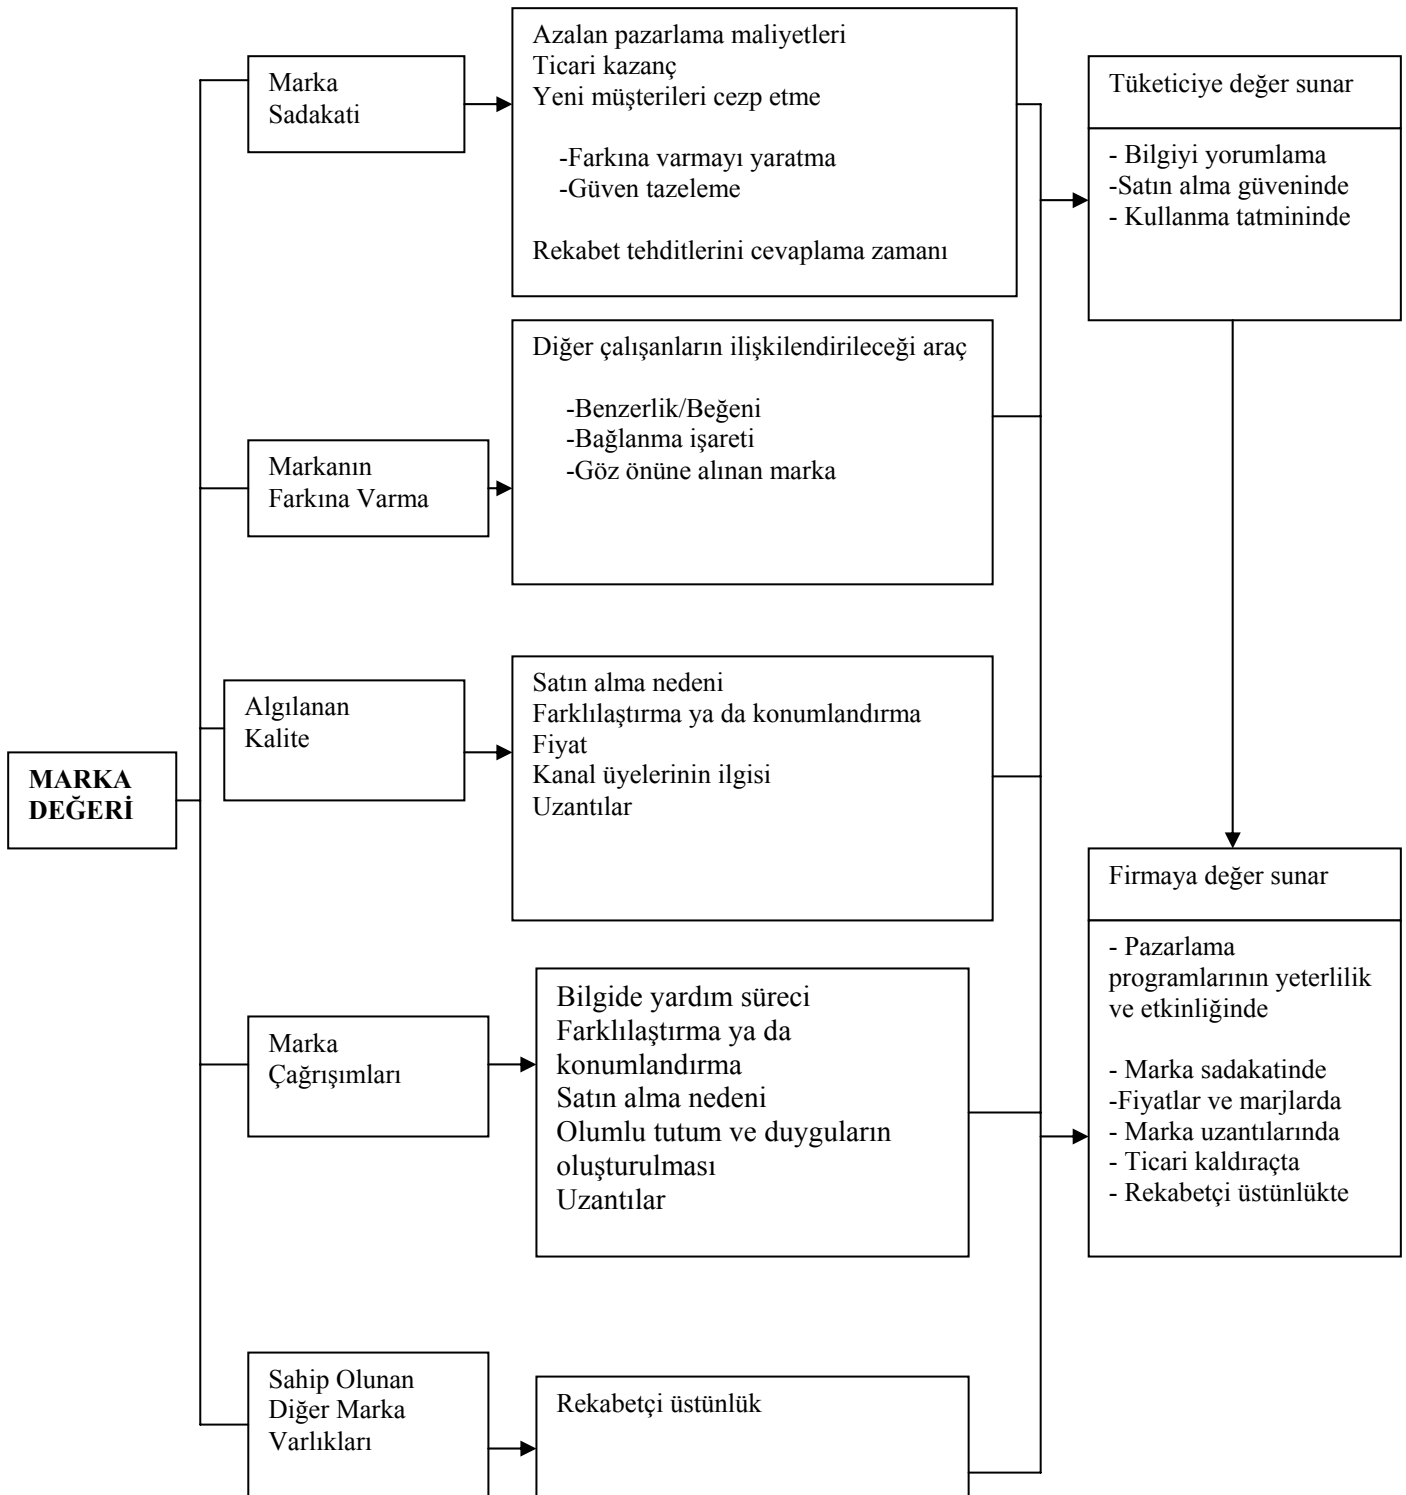 MARKA
DEĞERİ
Marka
Sadakati
Azalan pazarlama maliyetleri
Ticari kazanç
Yeni müşterileri cezp etme
-Farkına varmayı yaratma
-Güven tazeleme
Rekabet tehditlerini cevaplama zamanı
Markanın
Farkına Varma
Diğer çalışanların ilişkilendirileceği araç
-Benzerlik/Beğeni
-Bağlanma işareti
-Göz önüne alınan marka
Algılanan
Kalite
Satın alma nedeni
Farklılaştırma ya da konumlandırma
Fiyat
Kanal üyelerinin ilgisi
Uzantılar
Marka
Çağrışımları
Bilgide yardım süreci
Farklılaştırma ya da
konumlandırma
Satın alma nedeni
Olumlu tutum ve duyguların
oluşturulması
Uzantılar
Sahip Olunan
Diğer Marka
Varlıkları
Rekabetçi üstünlük
Tüketiciye değer sunar
- Bilgiyi yorumlama
-Satın alma güveninde
- Kullanma tatmininde
Firmaya değer sunar
- Pazarlama
programlarının yeterlilik
ve etkinliğinde
- Marka sadakatinde
-Fiyatlar ve marjlarda
- Marka uzantılarında
- Ticari kaldıraçta
- Rekabetçi üstünlükte